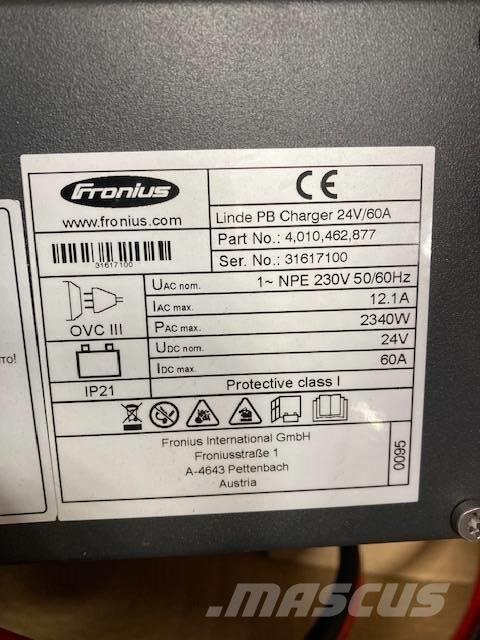 Fronius
www.fronius.com
31617100
CE
Linde PB Charger 24V/60A
Part No.: 4,010,462,877
Ser. No.: 31617100
OVC III
IP21
UAC nom. 1~ NPE 230V 50/60Hz
IAC max. 12.1A
PAC max. 2340W
UDC nom. 24V
IDC max. 60A
Protective class I
Fronius International GmbH
Froniusstraße 1
A-4643 Pettenbach
Austria
0095
MASCUS